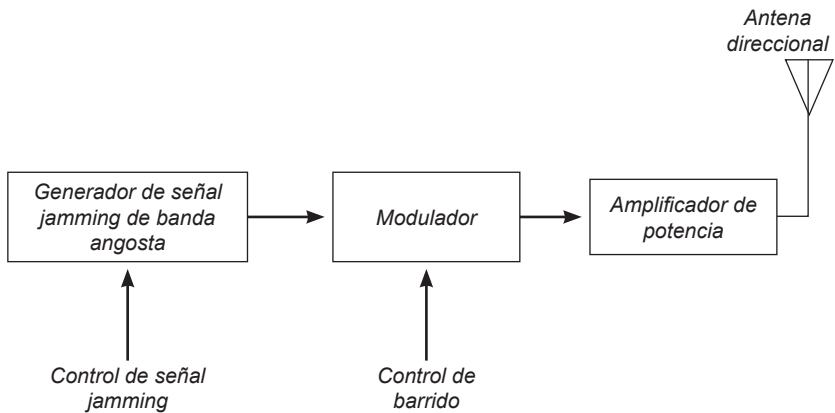 Antena
direccional
Generador de señal
jamming de banda
angosta
Modulador
Amplificador de
potencia
Control de señal
jamming
Control de
barrido